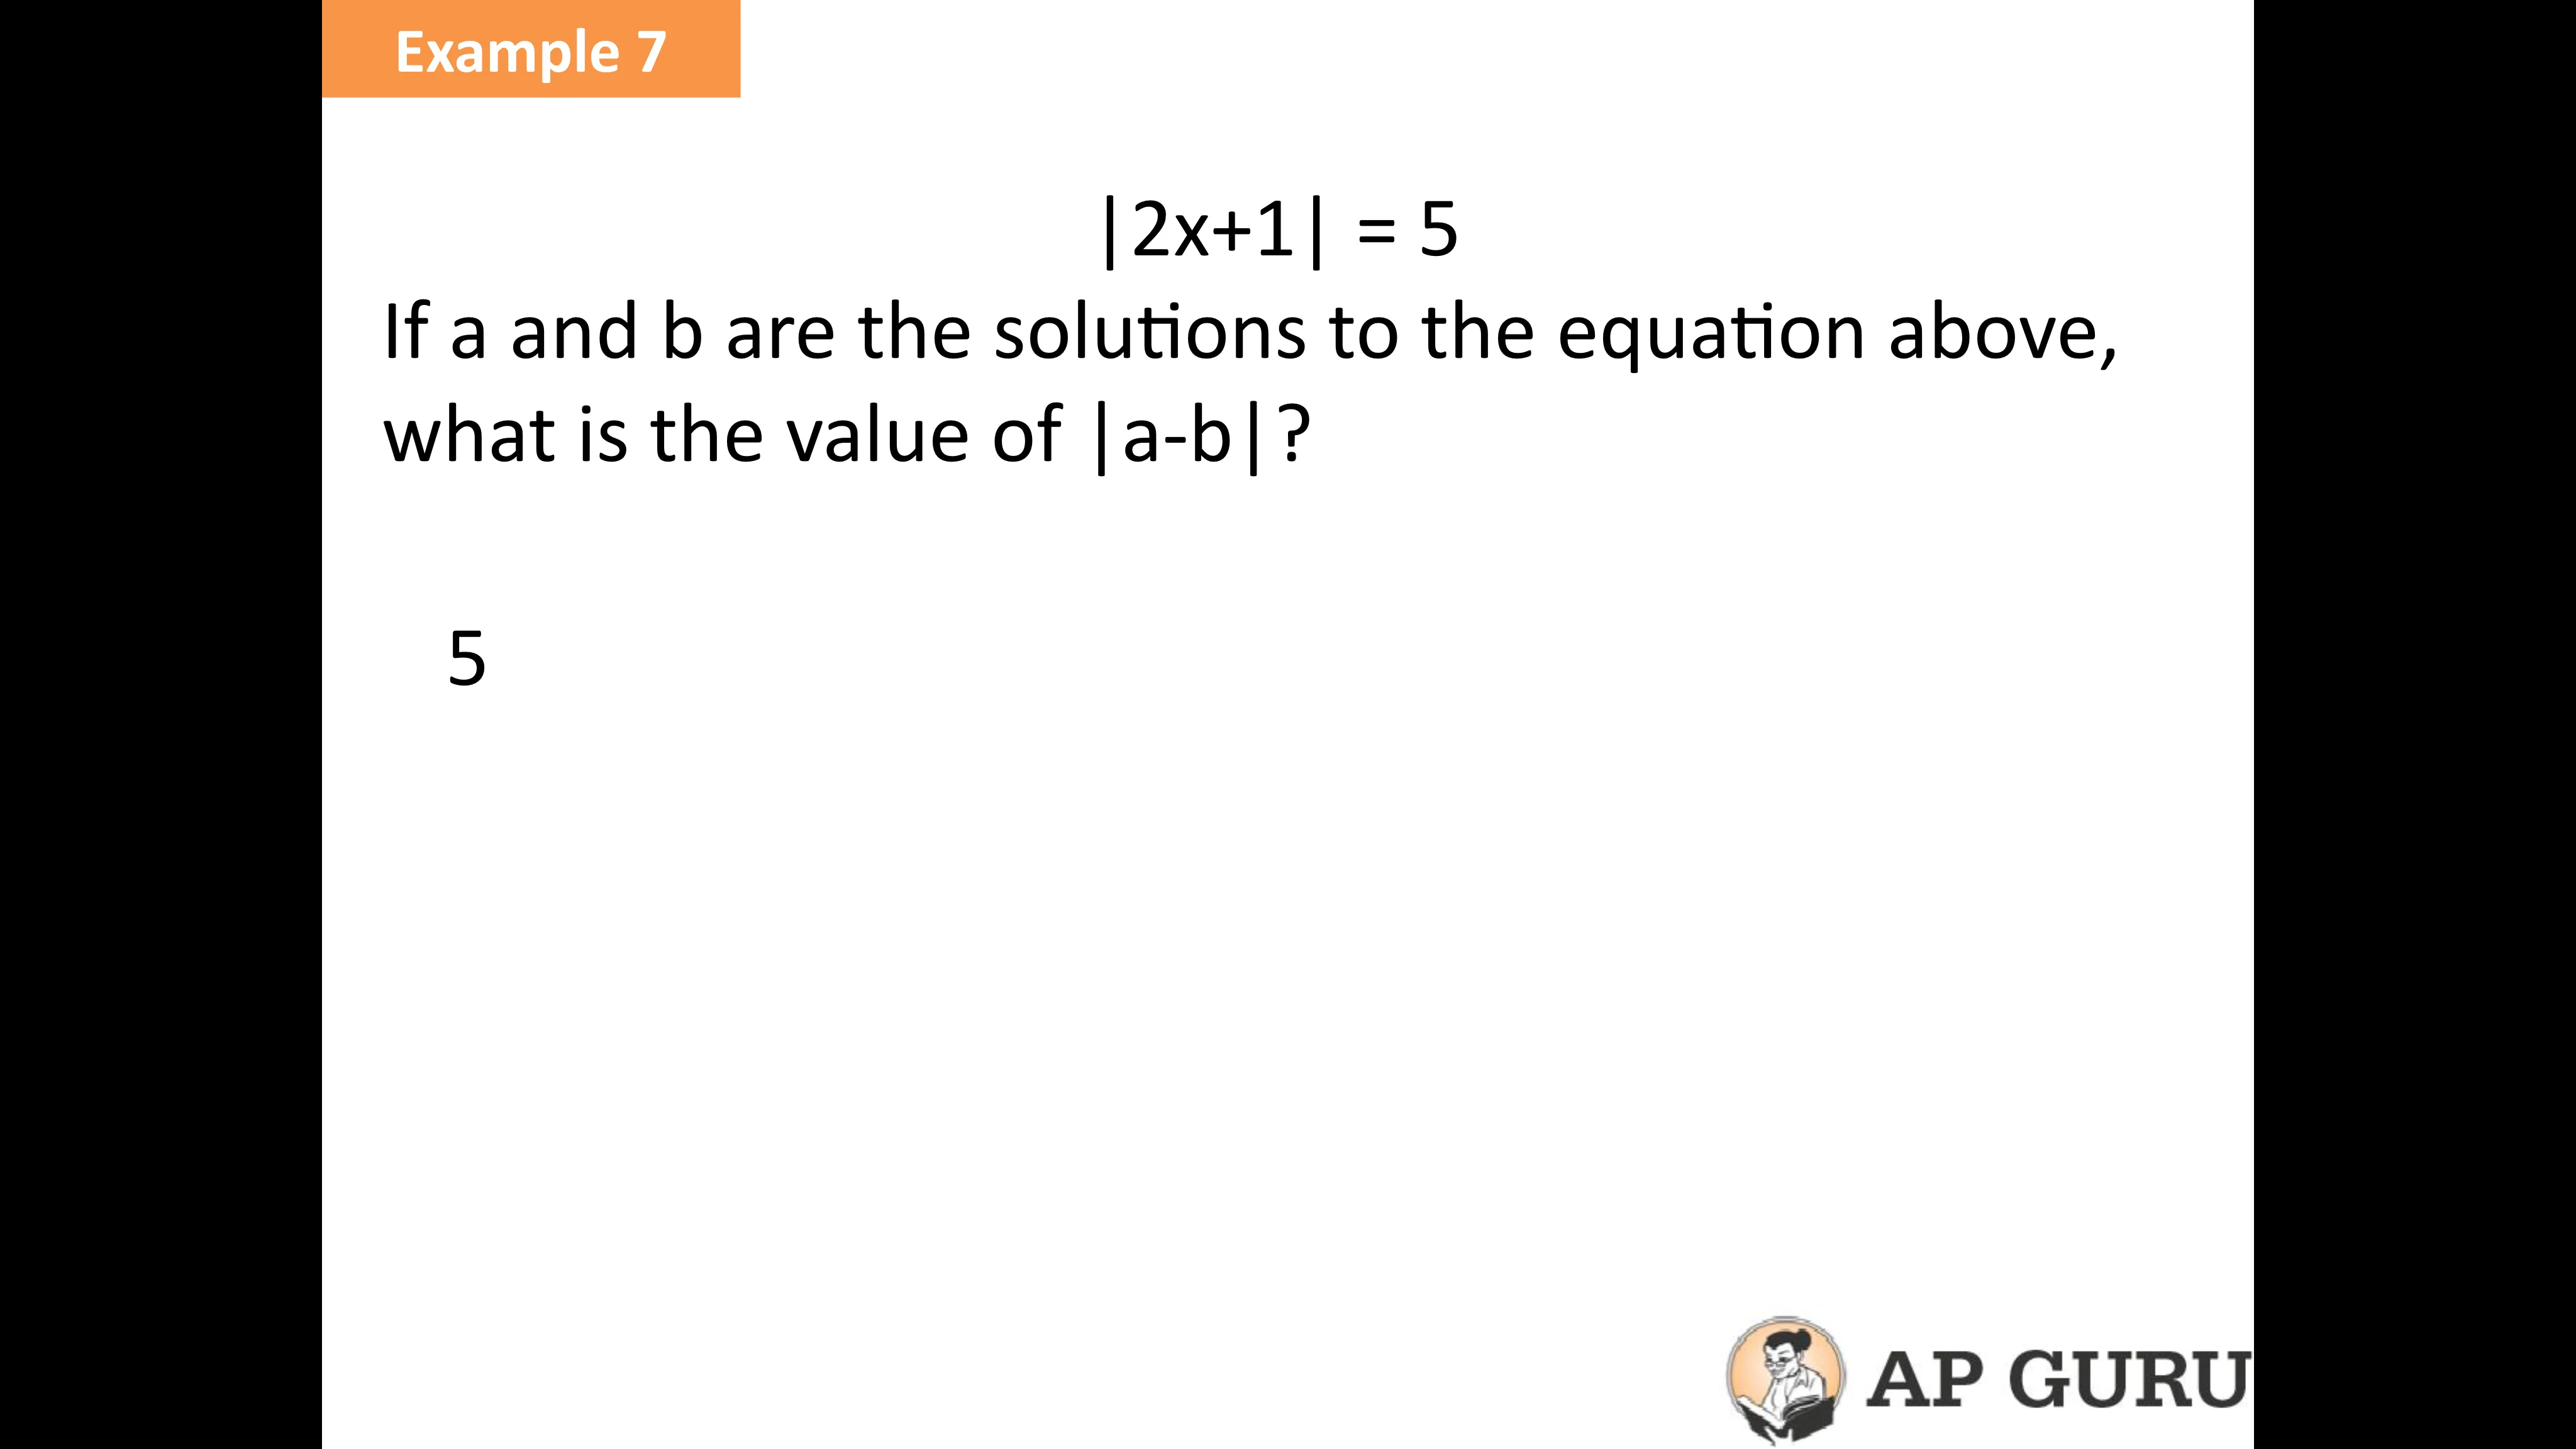 Example 7
|2x+1| = 5
If a and b are the solutions to the equation above,
what is the value of |a-b|?
5
AP GURU